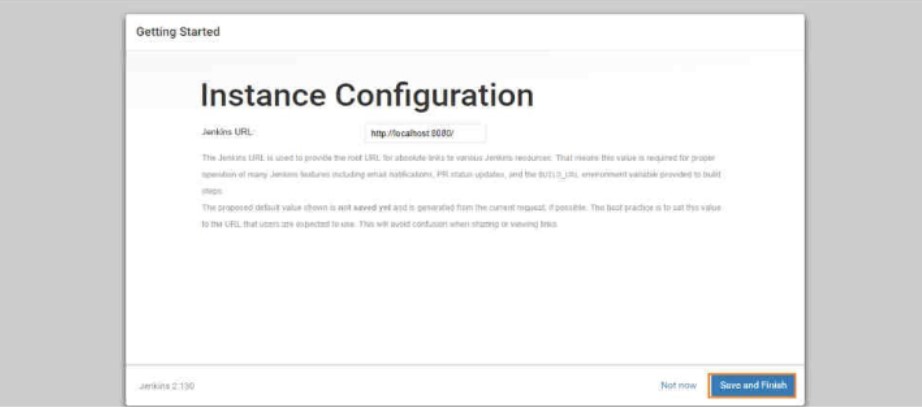 Getting Started
Instance Configuration
Jenkins URL: http://localhost:8080/
The Jenkins URL is used to provide the root URL for absolute links to various Jenkins resources. That means this value is required for proper
operation of many Jenkins features including email notifications, PR status updates, and the BUILD_URL environment variable provided to build
steps.
The proposed default value shown is not saved yet and is generated from the current request, if possible. The best practice is to set this value
to the URL that users are expected to use. This will avoid confusion when sharing or viewing links.
Jenkins 2.190
Not now Save and Finish